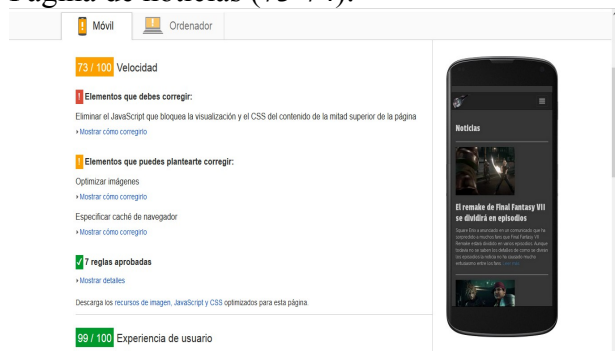 Página de noticias (73-74):
Móvil
Ordenador
73 / 100 Velocidad
! Elementos que debes corregir:
Eliminar el JavaScript que bloquea la visualización y el CSS del contenido de la mitad superior de la página
▸Mostrar cómo corregirlo
! Elementos que puedes plantearte corregir:
Optimizar imágenes
▸Mostrar cómo corregirlo
Especificar caché de navegador
▸Mostrar cómo corregirlo
✓ 7 reglas aprobadas
▸Mostrar detalles
Descarga los recursos de imagen, JavaScript y CSS optimizados para esta página.
99 / 100 Experiencia de usuario
Noticias
El remake de Final Fantasy VII
se dividirá en episodios